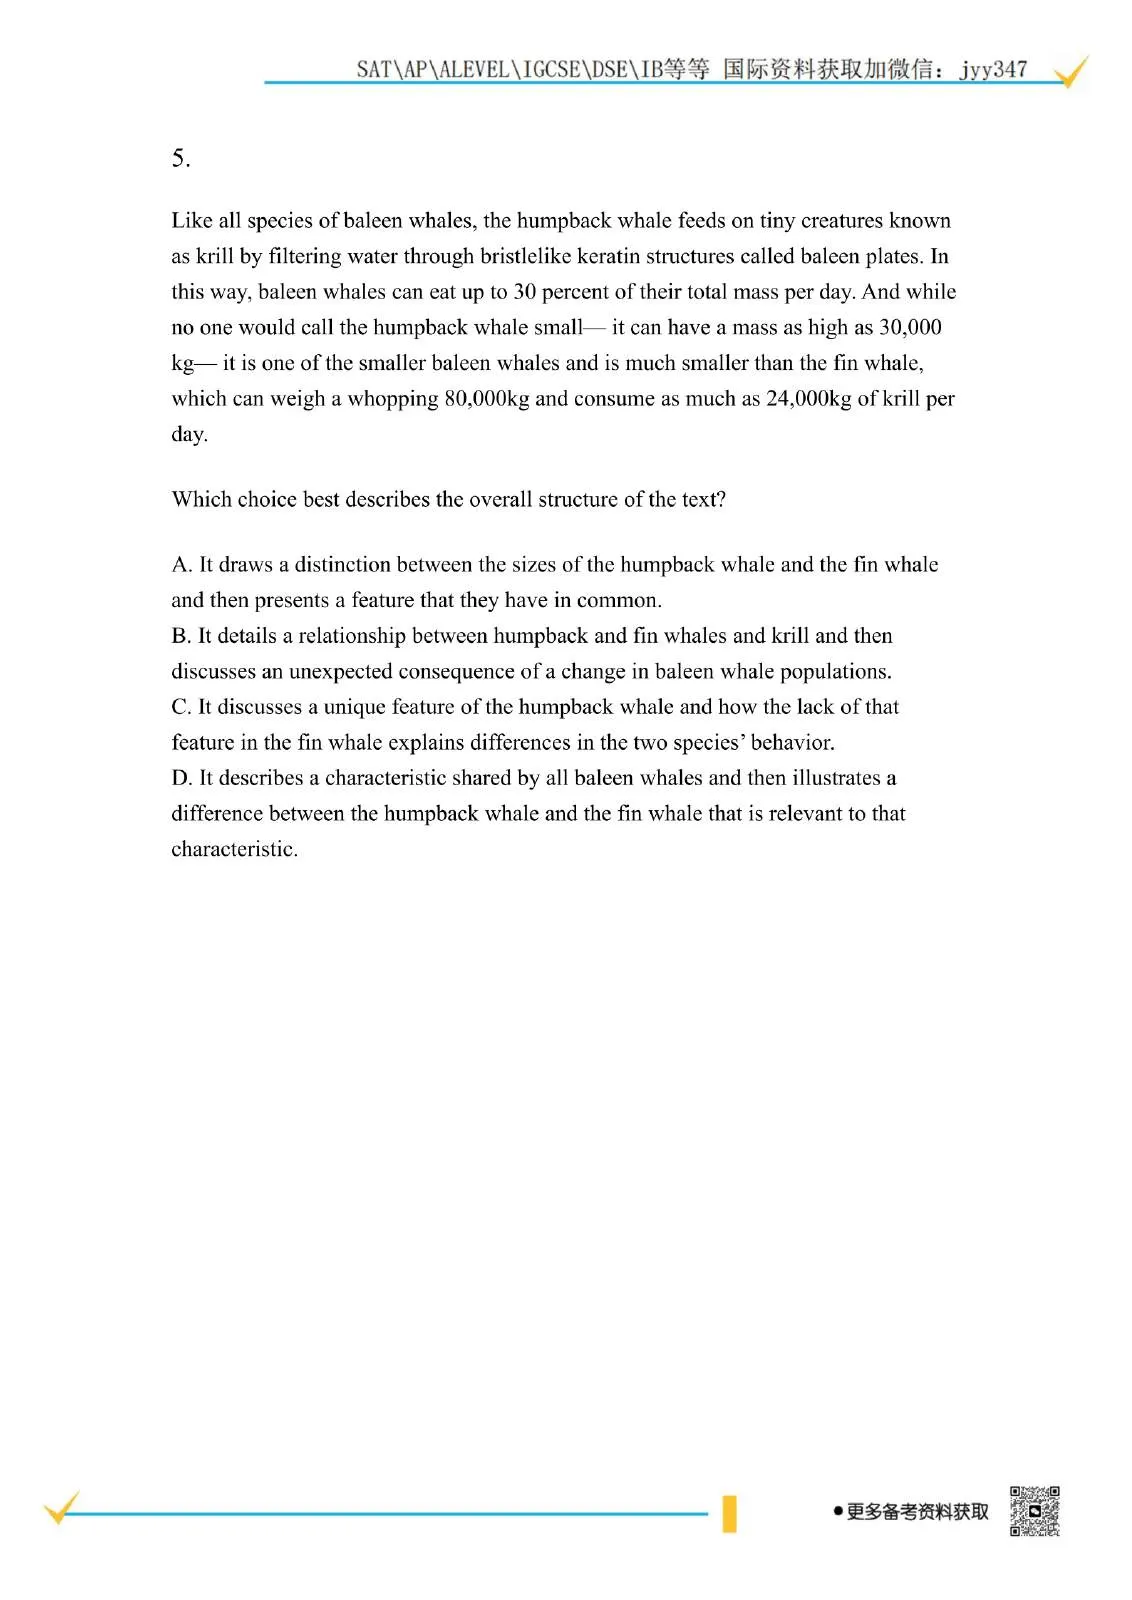 SAT\AP\ALEVEL\IGCSE\DSE\IB等等 国际资料获取加微信：jyy347
5.
Like all species of baleen whales, the humpback whale feeds on tiny creatures known
as krill by filtering water through bristlelike keratin structures called baleen plates. In
this way, baleen whales can eat up to 30 percent of their total mass per day. And while
no one would call the humpback whale small— it can have a mass as high as 30,000
kg— it is one of the smaller baleen whales and is much smaller than the fin whale,
which can weigh a whopping 80,000kg and consume as much as 24,000kg of krill per
day.
Which choice best describes the overall structure of the text?
A. It draws a distinction between the sizes of the humpback whale and the fin whale
and then presents a feature that they have in common.
B. It details a relationship between humpback and fin whales and krill and then
discusses an unexpected consequence of a change in baleen whale populations.
C. It discusses a unique feature of the humpback whale and how the lack of that
feature in the fin whale explains differences in the two species’ behavior.
D. It describes a characteristic shared by all baleen whales and then illustrates a
difference between the humpback whale and the fin whale that is relevant to that
characteristic.
●更多备考资料获取